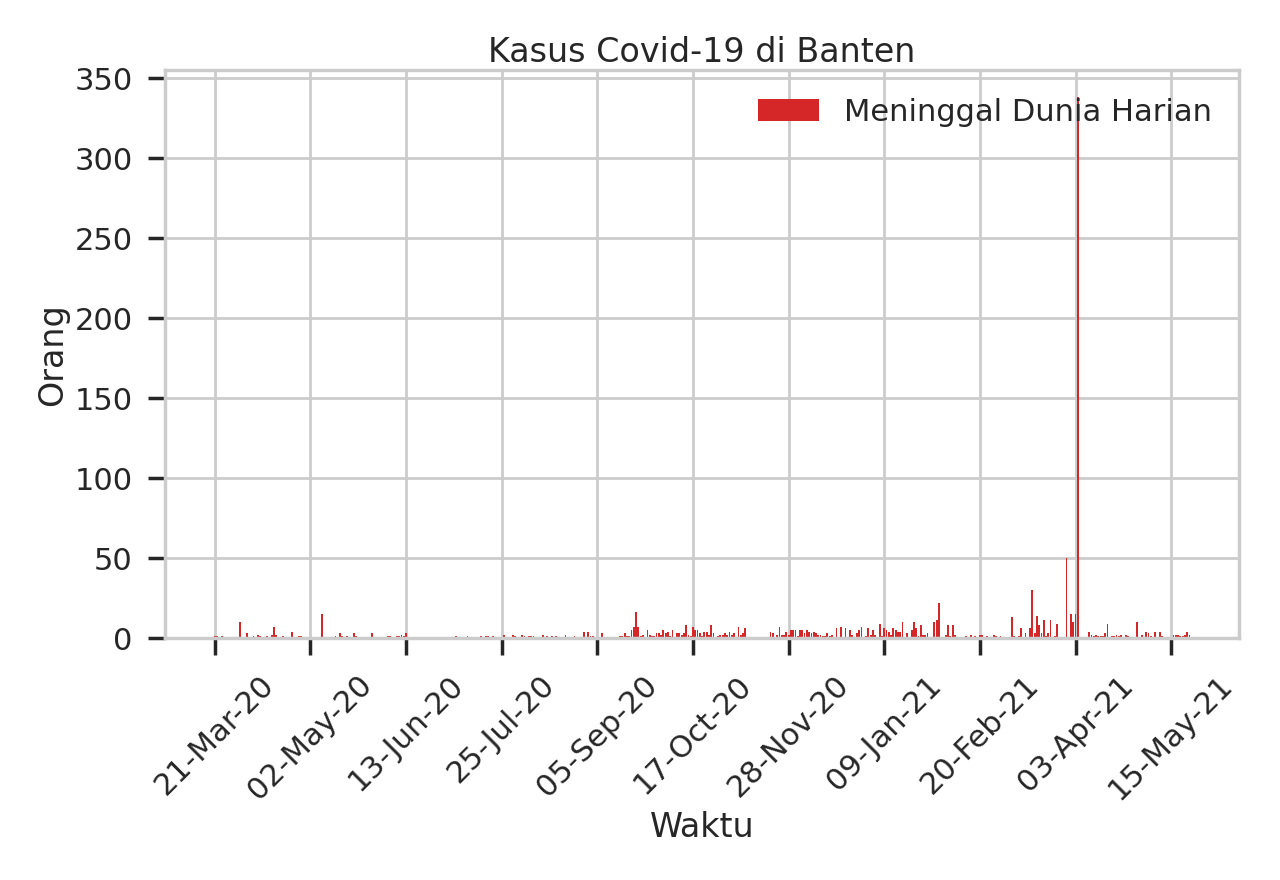 Kasus Covid-19 di Banten
Meninggal Dunia Harian
350
300
250
200
150
100
50
0
Orang
21-Mar-20
02-May-20
13-Jun-20
25-Jul-20
05-Sep-20
17-Oct-20
28-Nov-20
09-Jan-21
20-Feb-21
03-Apr-21
15-May-21
Waktu